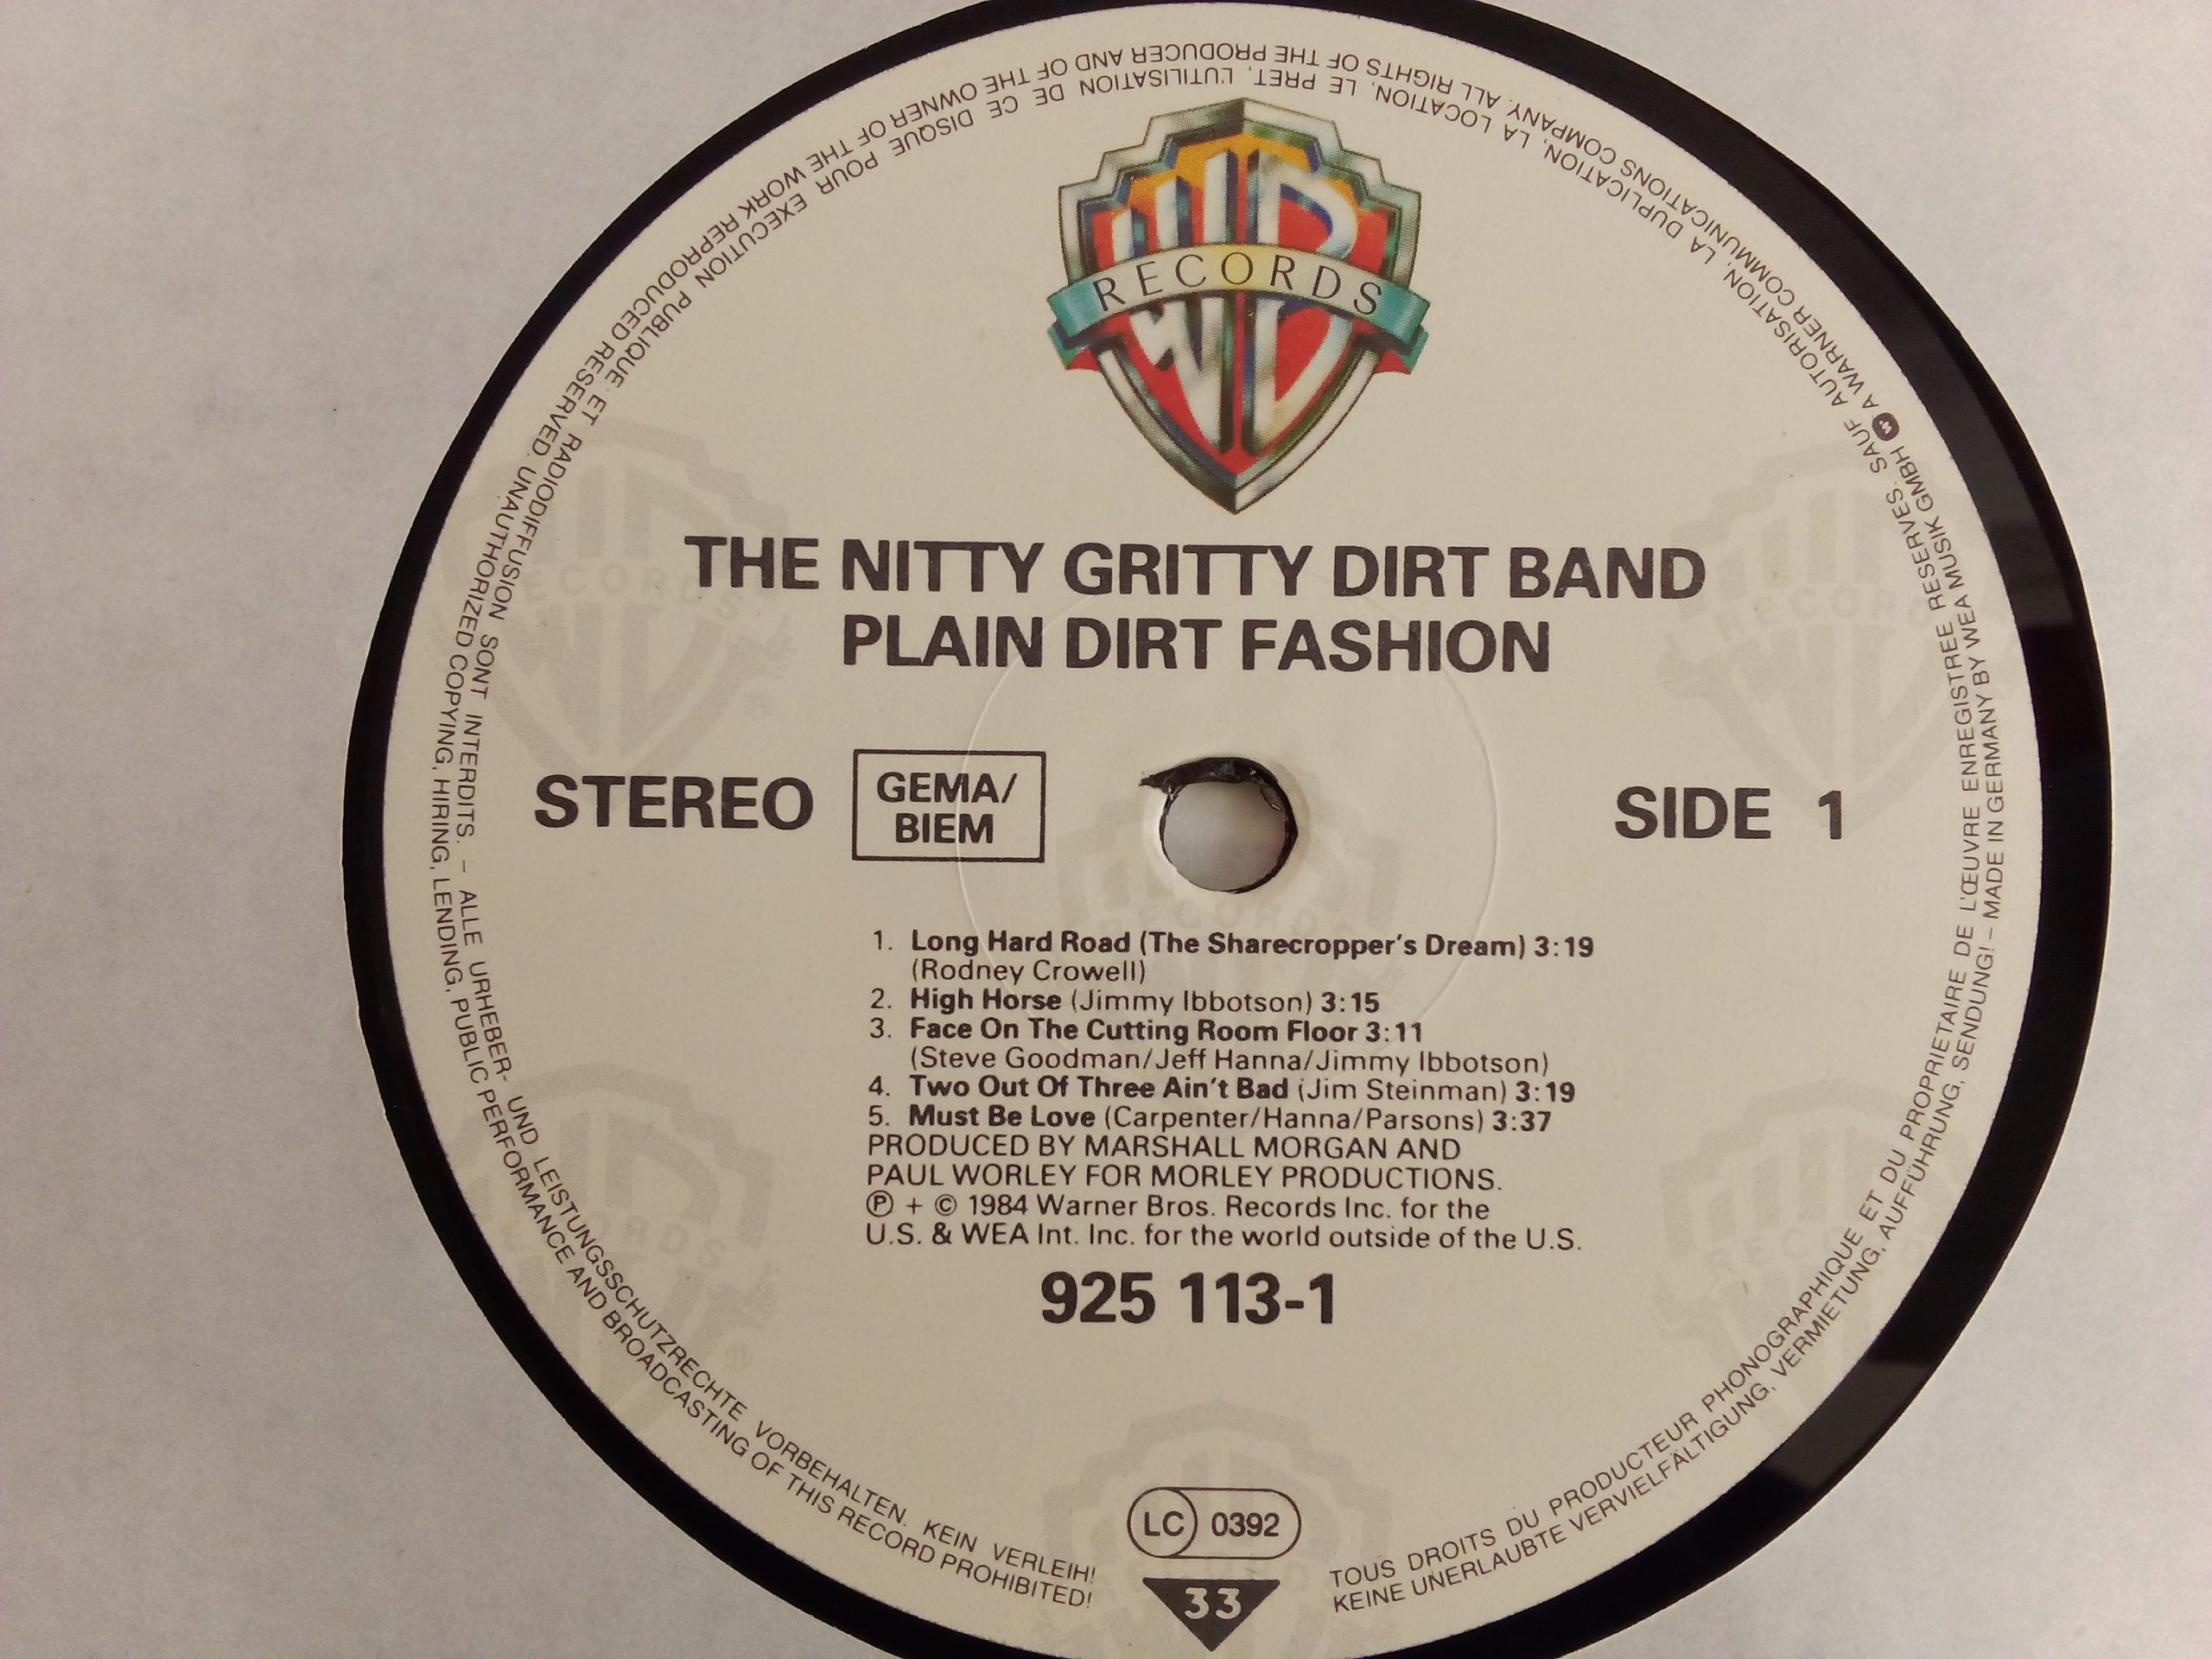 RECORDS
THE NITTY GRITTY DIRT BAND
PLAIN DIRT FASHION
STEREO
GEMA/
BIEM
SIDE 1
1. Long Hard Road (The Sharecropper's Dream) 3:19
(Rodney Crowell)
2. High Horse (Jimmy Ibbotson) 3:15
3. Face On The Cutting Room Floor 3:11
(Steve Goodman/Jeff Hanna/Jimmy Ibbotson)
4. Two Out Of Three Ain't Bad (Jim Steinman) 3:19
5. Must Be Love (Carpenter/Hanna/Parsons) 3:37
PRODUCED BY MARSHALL MORGAN AND
PAUL WORLEY FOR MORLEY PRODUCTIONS.
Ⓟ + © 1984 Warner Bros. Records Inc. for the
U.S. & WEA Int. Inc. for the world outside of the U.S.
925 113-1
LC 0392
33
TOUS DROITS DU PRODUCTEUR PHONOGRAPHIQUE ET DU PROPRIETAIRE DE L'ŒUVRE ENREGISTREE RESERVES. SAUF AUTORISATION, LA DUPLICATION, LA LOCATION, LE PRET, L'UTILISATION DE CE DISQUE POUR EXECUTION PUBLIQUE ET RADIODIFFUSION SONT INTERDITS. – ALLE URHEBER- UND LEISTUNGSSCHUTZRECHTE VORBEHALTEN. KEIN VERLEIH!
KEINE UNERLAUBTE VERVIELFÄLTIGUNG, VERMIETUNG, AUFFÜHRUNG, SENDUNG! – MADE IN GERMANY BY WEA MUSIK GMBH A WARNER COMMUNICATIONS COMPANY. ALL RIGHTS OF THE PRODUCER AND OF THE OWNER OF THE WORK REPRODUCED RESERVED. UNAUTHORIZED COPYING, HIRING, LENDING, PUBLIC PERFORMANCE AND BROADCASTING OF THIS RECORD PROHIBITED!